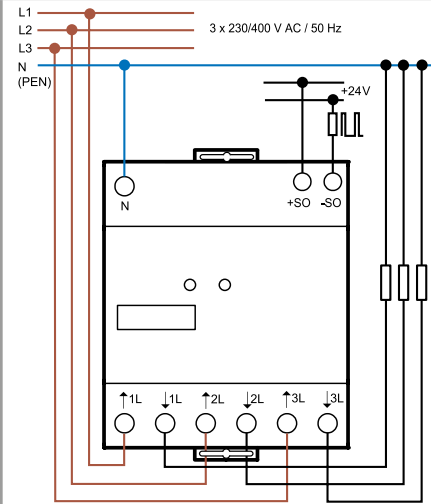 L1
L2
L3
N
(PEN)
3 x 230/400 V AC / 50 Hz
+24V
N
+SO
-SO
↑1L
↓1L
↑2L
↓2L
↑3L
↓3L